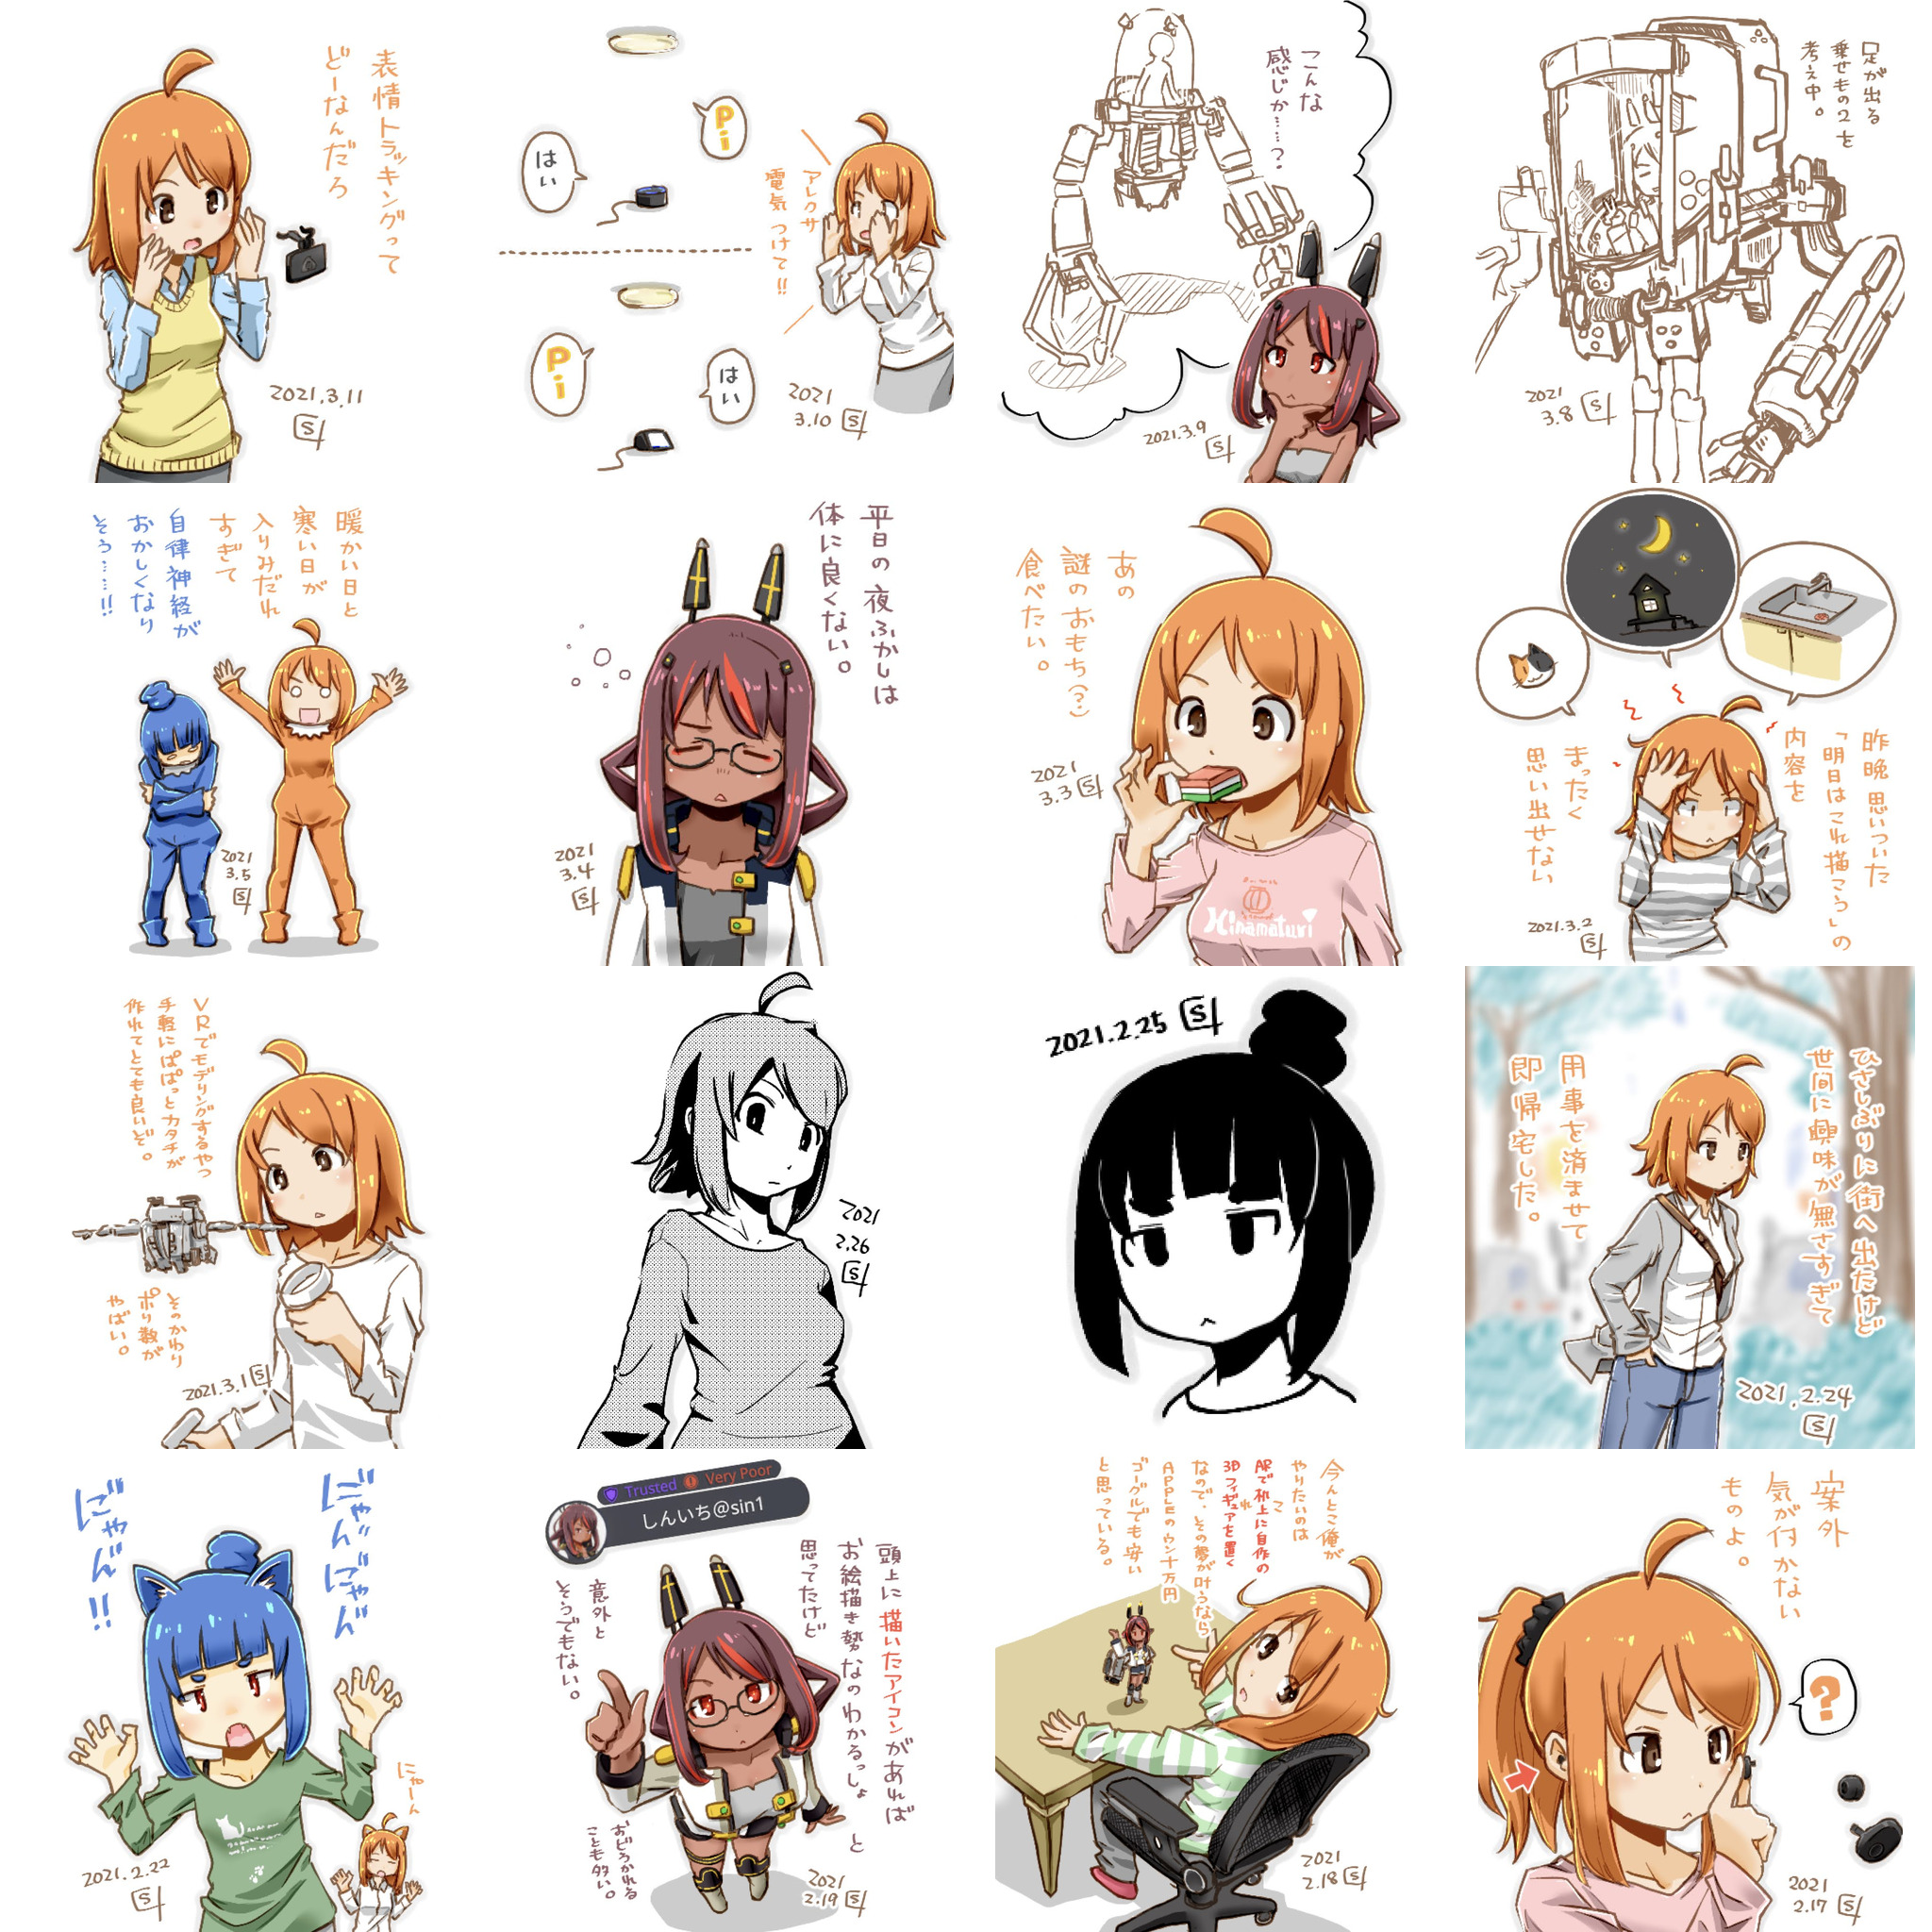 表情トラッキングって
どーなんだろ
2021.3.11
S
Pi
はい
アレクサ
電気 つけて!!
Pi
はい
2021
3.10
S
こんな
感じか……?
2021.3.9
S
足が出る
乗せもの2を
考え中。
2021
3.8
S
暖かい日と
寒い日が
入りみだれ
すぎて
自律神経が
おかしくなり
そう……!!
2021
3.5
S
平日の夜ふかしは
体に良くない。
2021
3.4
S
あの
謎のおもち(?)
食べたい。
2021
3.3
S
Hinamaturi
昨晩 思いついた
「明日はこれ描こう」の
内容を
まったく
思い出せない
2021.3.2
S
VRでモデリングするやつ
手軽にぱぱっとカタチが
作れてとても良いぞ。
そのかわり
ポリ数が
やばい。
2021.3.1
S
2021
2.26
S
2021.2.25
S
ひさしぶりに街へ出たけど
世間に興味が無さすぎて
用事を済ませて
即帰宅した。
2021.2.24
S
にゃんにゃん
にゃん!!
にゃーん
2021.2.22
S
Trusted Very Poor
しんいち@sin1
頭上に描いたアイコンがあれば
お絵描き勢なのわかるっしょ と
思ってたけど
意外と
そうでもない。
おどろかれる
ことも多い。
2021
2.19
S
今んとこ俺が
やりたいのは
ARで机上に自作の
3Dフィギュアを置く
こ
れ
なので、その夢が叶うなら
APPLEのウン十万円
ゴーグルでも安い
と思っている。
2021
2.18
S
案外
気が付かない
ものよ。
?
2021
2.17
S